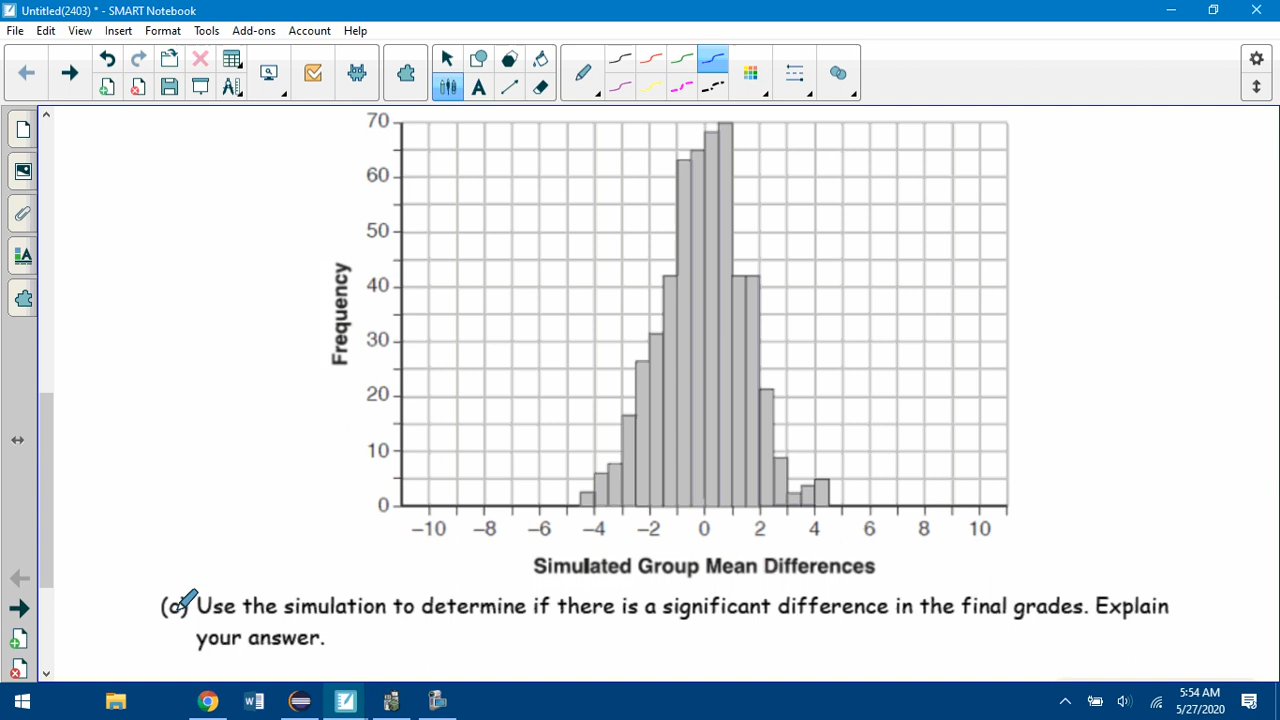 Untitled(2403) * - SMART Notebook
File Edit View Insert Format Tools Add-ons Account Help
70
60
50
40
30
20
10
0
Frequency
-10 -8 -6 -4 -2 0 2 4 6 8 10
Simulated Group Mean Differences
Use the simulation to determine if there is a significant difference in the final grades. Explain
your answer.
5:54 AM
5/27/2020